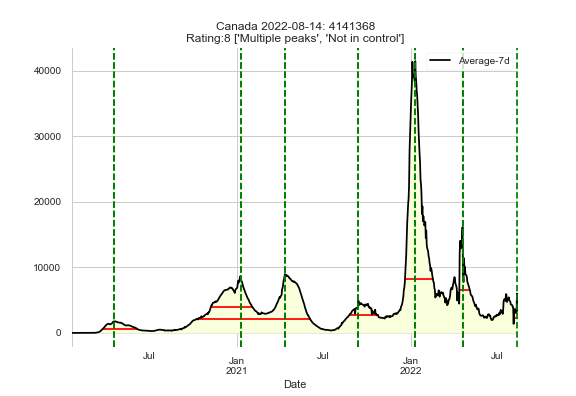 Canada 2022-08-14: 4141368
Rating:8 ['Multiple peaks', 'Not in control']
Average-7d
40000
30000
20000
10000
0
Jul
Jan
2021
Jul
Jan
2022
Jul
Date